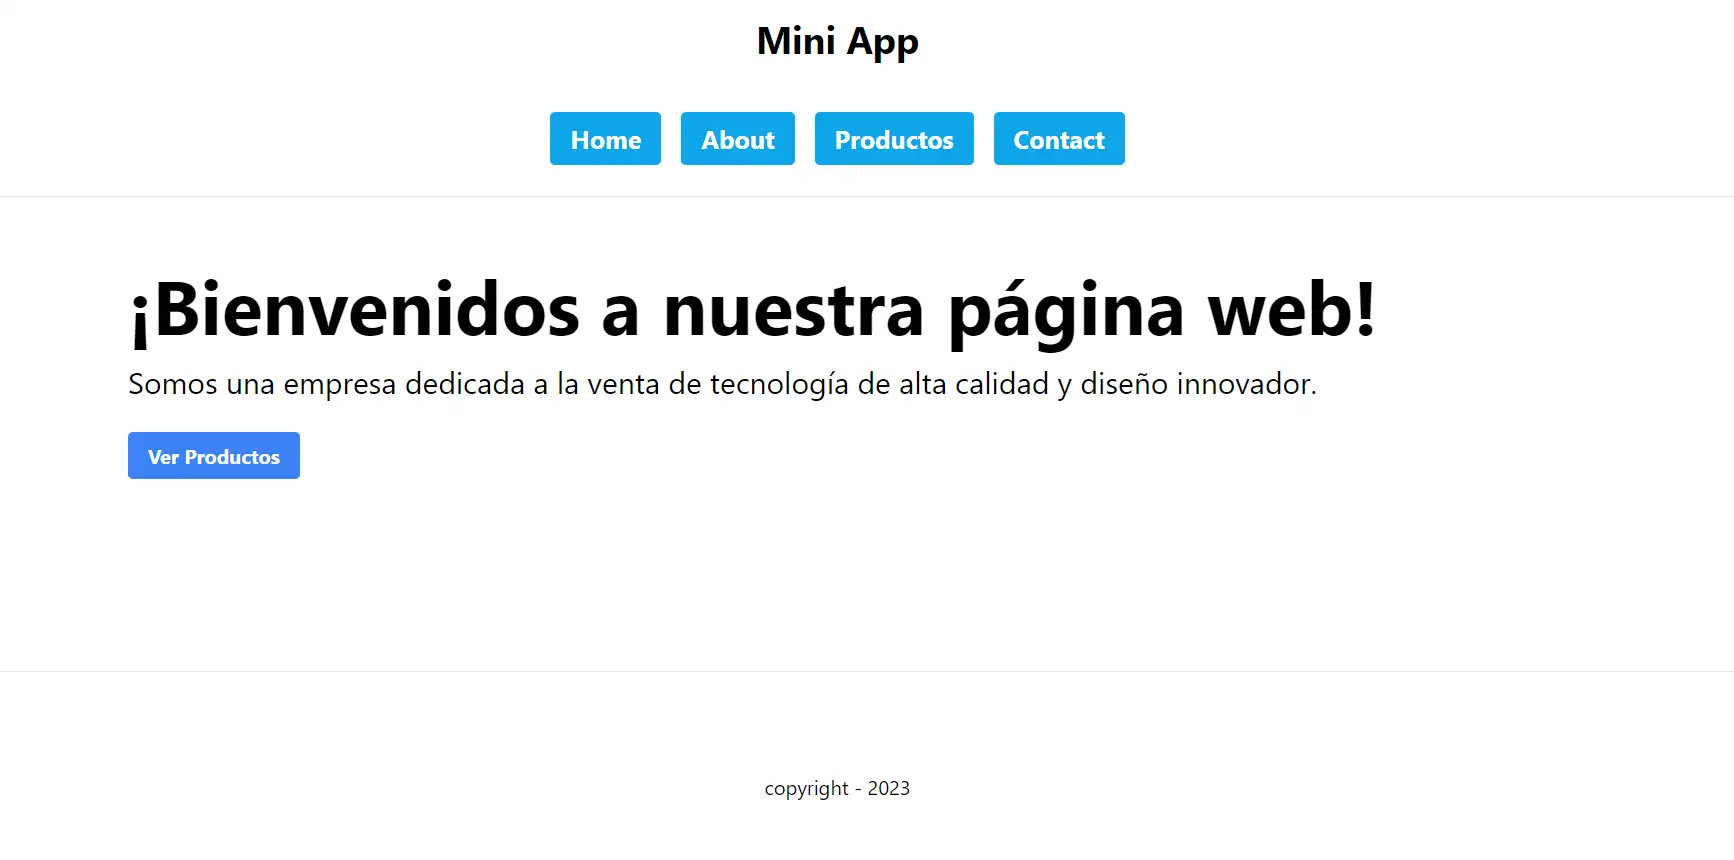 Mini App
Home About Productos Contact
¡Bienvenidos a nuestra página web!
Somos una empresa dedicada a la venta de tecnología de alta calidad y diseño innovador.
Ver Productos
copyright - 2023